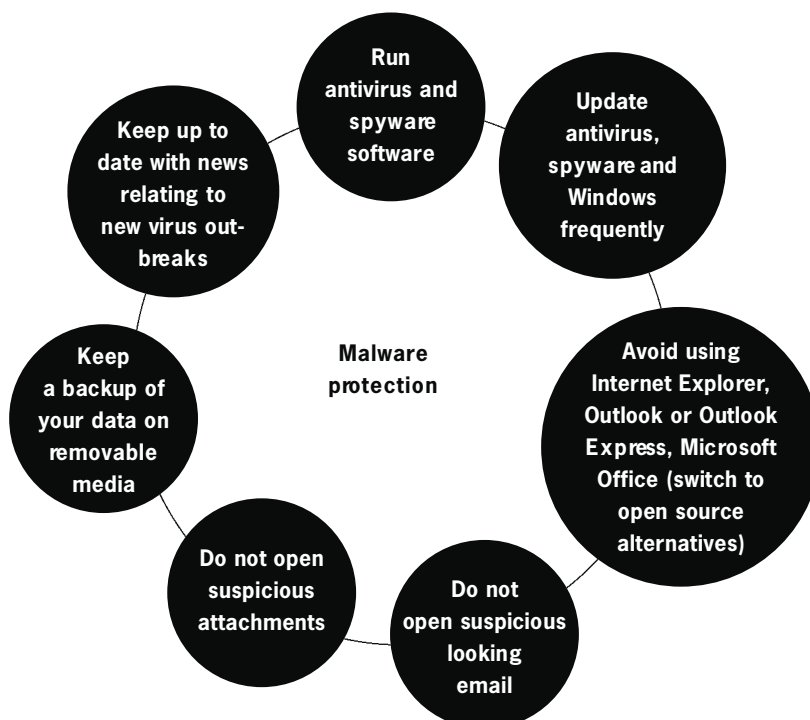 Run
antivirus and
spyware
software
Update
antivirus,
spyware and
Windows
frequently
Avoid using
Internet Explorer,
Outlook or Outlook
Express, Microsoft
Office (switch to
open source
alternatives)
Do not
open suspicious
looking
email
Do not open
suspicious
attachments
Keep
a backup of
your data on
removable
media
Keep up to
date with news
relating to
new virus out-
breaks
Malware
protection